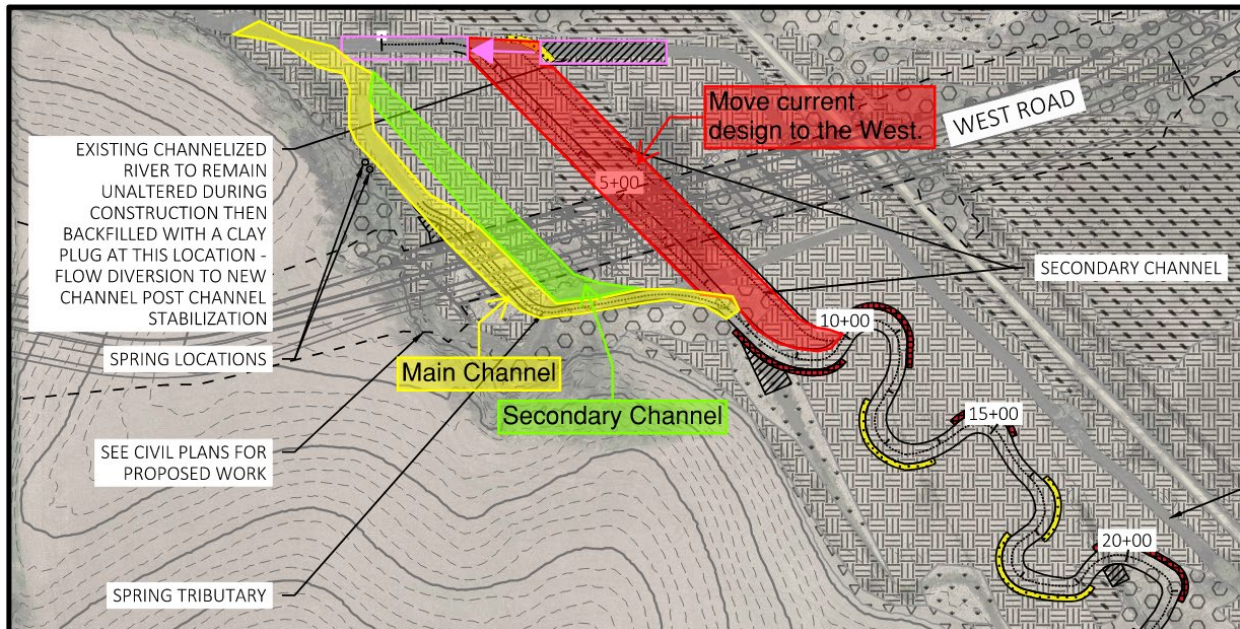 Move current
design to the West.
WEST ROAD
EXISTING CHANNELIZED
RIVER TO REMAIN
UNALTERED DURING
CONSTRUCTION THEN
BACKFILLED WITH A CLAY
PLUG AT THIS LOCATION -
FLOW DIVERSION TO NEW
CHANNEL POST CHANNEL
STABILIZATION
5+00
SECONDARY CHANNEL
SPRING LOCATIONS
10+00
Main Channel
Secondary Channel
15+00
SEE CIVIL PLANS FOR
PROPOSED WORK
20+00
SPRING TRIBUTARY